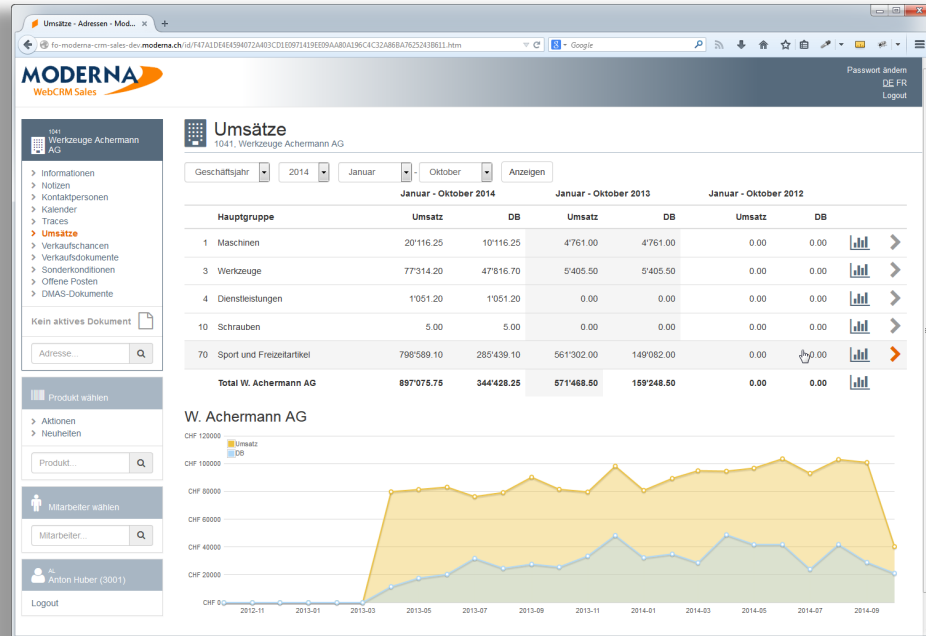 Umsätze - Adressen - Mod...
fo-moderna-crm-sales-dev.moderna.ch/id/F47A1DE4E4594072A403CD1E0971419EE09AA80A196C4C32A86BA76252438611.htm
Google
MODERNA
WebCRM Sales
Passwort ändern
DE FR
Logout
1041
Werkzeuge Achermann
AG
Informationen
Notizen
Kontaktpersonen
Kalender
Traces
Umsätze
Verkaufschancen
Verkaufsdokumente
Sonderkonditionen
Offene Posten
DMAS-Dokumente
Kein aktives Dokument
Adresse...
Produkt wählen
Aktionen
Neuheiten
Produkt...
Mitarbeiter wählen
Mitarbeiter...
AL
Anton Huber (3001)
Logout
Umsätze
1041, Werkzeuge Achermann AG
Geschäftsjahr 2014 Januar - Oktober Anzeigen
Januar - Oktober 2014 Januar - Oktober 2013 Januar - Oktober 2012
Hauptgruppe Umsatz DB Umsatz DB Umsatz DB
1 Maschinen 20'116.25 10'116.25 4'761.00 4'761.00 0.00 0.00
3 Werkzeuge 77'314.20 47'816.70 5'405.50 5'405.50 0.00 0.00
4 Dienstleistungen 1'051.20 1'051.20 0.00 0.00 0.00 0.00
10 Schrauben 5.00 5.00 0.00 0.00 0.00 0.00
70 Sport und Freizeitartikel 798'589.10 285'439.10 561'302.00 149'082.00 0.00 0.00
Total W. Achermann AG 897'075.75 344'428.25 571'468.50 159'248.50 0.00 0.00
W. Achermann AG
Umsatz
DB
CHF 120000
CHF 100000
CHF 80000
CHF 60000
CHF 40000
CHF 20000
CHF 0
2012-11 2013-01 2013-03 2013-05 2013-07 2013-09 2013-11 2014-01 2014-03 2014-05 2014-07 2014-09